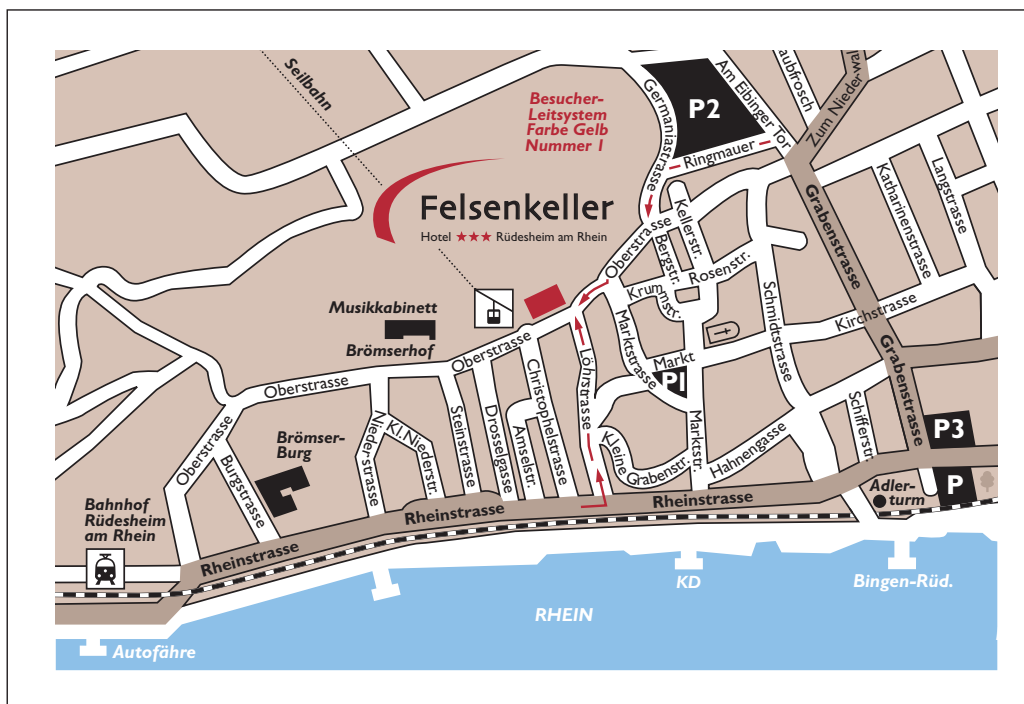 Seilbahn
Besucher-
Leitsystem
Farbe Gelb
Nummer 1
Germaniastrasse
P2
Am Eibinger Tor
aubfrosch
Zum Niederwal
Ringmauer
Felsenkeller
Hotel ★★★ Rüdesheim am Rhein
Oberstrasse
Bergstr.
Kellerstr.
Rosenstr.
Krummstr.
Grabenstrasse
Katharinenstrasse
Langstrasse
Kirchstrasse
Schmidtstrasse
Musikkabinett
Brömserhof
Oberstrasse
Oberstrasse
Oberstrasse
Marktstrasse
Markt
P1
Marktstr.
Löhrstrasse
Christophelstrasse
Amselstr.
Drosselgasse
Steinstrasse
Kl. Niederstr.
Niederstrasse
Burgstrasse
Brömser-
Burg
Kleine
Grabenstr.
Hahnengasse
Schifferstr.
Grabenstrasse
P3
P
Adler-
turm
Bahnhof
Rüdesheim
am Rhein
Rheinstrasse
Rheinstrasse
Rheinstrasse
KD
Bingen-Rüd.
RHEIN
Autofähre